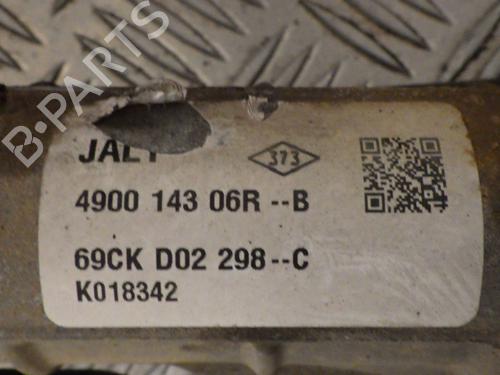 B-PARTS
373
4900 143 06R--B
69CK D02 298--C
K018342